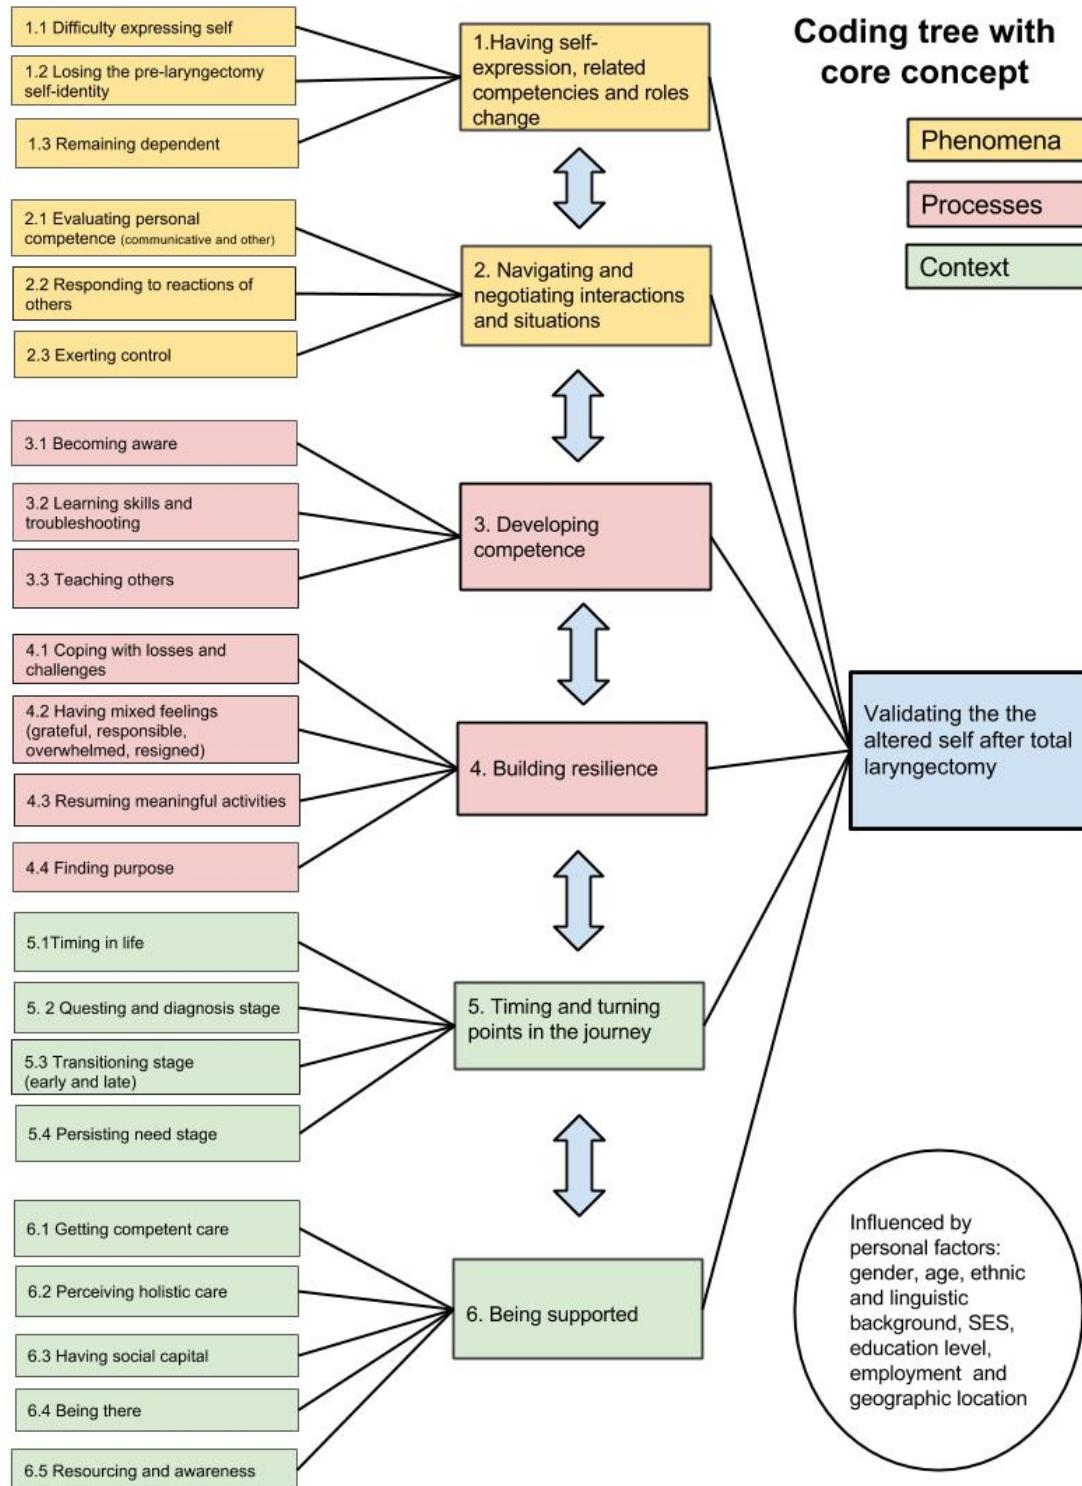 Coding tree with
core concept
Phenomena
Processes
Context
1.1 Difficulty expressing self
1.2 Losing the pre-laryngectomy
self-identity
1.3 Remaining dependent
1.Having self-
expression, related
competencies and roles
change
2.1 Evaluating personal
competence (communicative and other)
2.2 Responding to reactions of
others
2.3 Exerting control
2. Navigating and
negotiating interactions
and situations
3.1 Becoming aware
3.2 Learning skills and
troubleshooting
3.3 Teaching others
3. Developing
competence
4.1 Coping with losses and
challenges
4.2 Having mixed feelings
(grateful, responsible,
overwhelmed, resigned)
4.3 Resuming meaningful activities
4.4 Finding purpose
4. Building resilience
5.1Timing in life
5. 2 Questing and diagnosis stage
5.3 Transitioning stage
(early and late)
5.4 Persisting need stage
5. Timing and turning
points in the journey
6.1 Getting competent care
6.2 Perceiving holistic care
6.3 Having social capital
6.4 Being there
6.5 Resourcing and awareness
6. Being supported
Validating the the
altered self after total
laryngectomy
Influenced by
personal factors:
gender, age, ethnic
and linguistic
background, SES,
education level,
employment and
geographic location